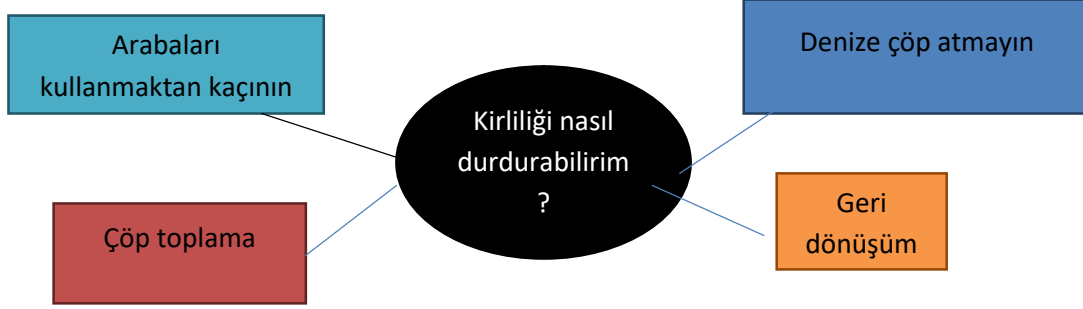 Arabaları
kullanmaktan kaçının
Denize çöp atmayın
Kirliliği nasıl
durdurabilirim
?
Çöp toplama
Geri
dönüşüm